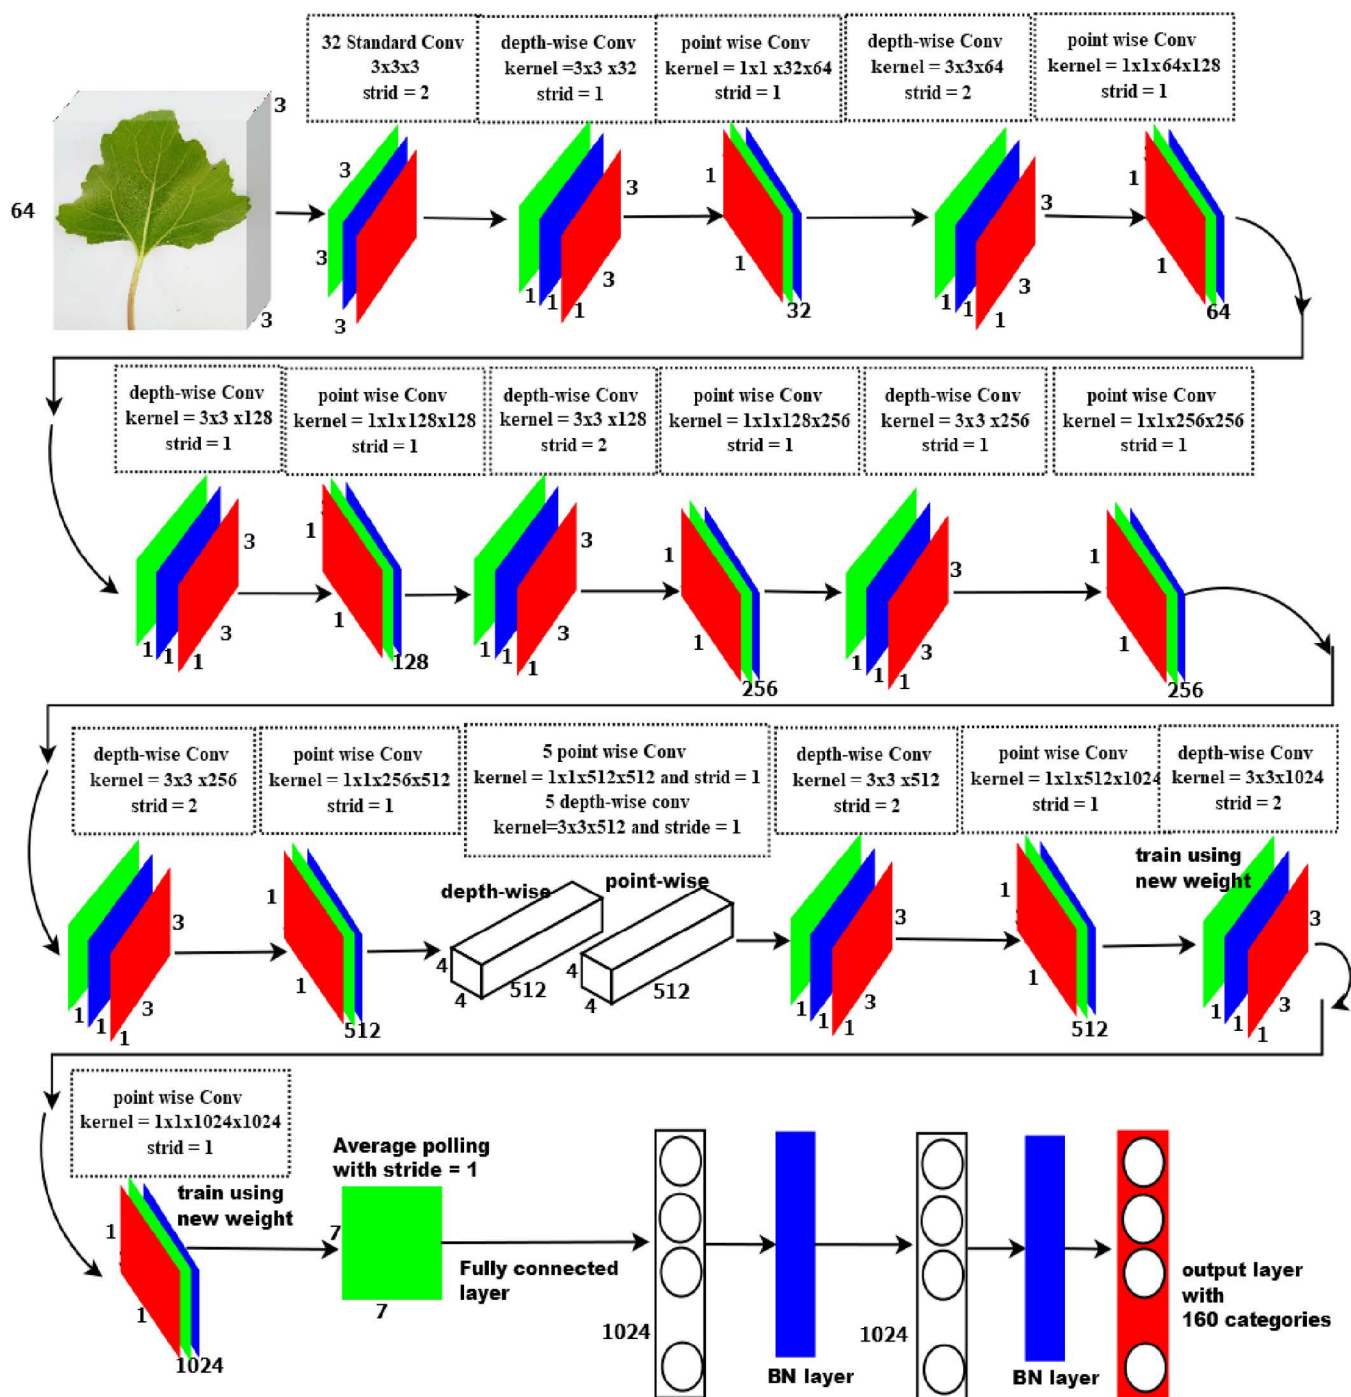 32 Standard Conv
3x3x3
strid = 2
depth-wise Conv
kernel =3x3 x32
strid = 1
point wise Conv
kernel = 1x1 x32x64
strid = 1
depth-wise Conv
kernel = 3x3x64
strid = 2
point wise Conv
kernel = 1x1x64x128
strid = 1
3
64
3
3
3
3
3
3
1
1
1
1
1
32
3
3
1
1
1
1
1
64
depth-wise Conv
kernel = 3x3 x128
strid = 1
point wise Conv
kernel = 1x1x128x128
strid = 1
depth-wise Conv
kernel = 3x3 x128
strid = 2
point wise Conv
kernel = 1x1x128x256
strid = 1
depth-wise Conv
kernel = 3x3 x256
strid = 1
point wise Conv
kernel = 1x1x256x256
strid = 1
3
3
1
1
1
1
1
128
3
3
1
1
1
1
1
256
3
3
1
1
1
1
1
256
depth-wise Conv
kernel = 3x3 x256
strid = 2
point wise Conv
kernel = 1x1x256x512
strid = 1
5 point wise Conv
kernel = 1x1x512x512 and strid = 1
5 depth-wise conv
kernel=3x3x512 and stride = 1
depth-wise Conv
kernel = 3x3 x512
strid = 2
point wise Conv
kernel = 1x1x512x1024
strid = 1
depth-wise Conv
kernel = 3x3x1024
strid = 2
train using
new weight
3
3
1
1
1
1
1
512
depth-wise
4
4
512
point-wise
4
4
512
3
3
1
1
1
1
1
512
3
3
1
1
1
point wise Conv
kernel = 1x1x1024x1024
strid = 1
1
1
1024
train using
new weight
Average polling
with stride = 1
7
7
Fully connected
layer
1024
BN layer
1024
BN layer
output layer
with
160 categories